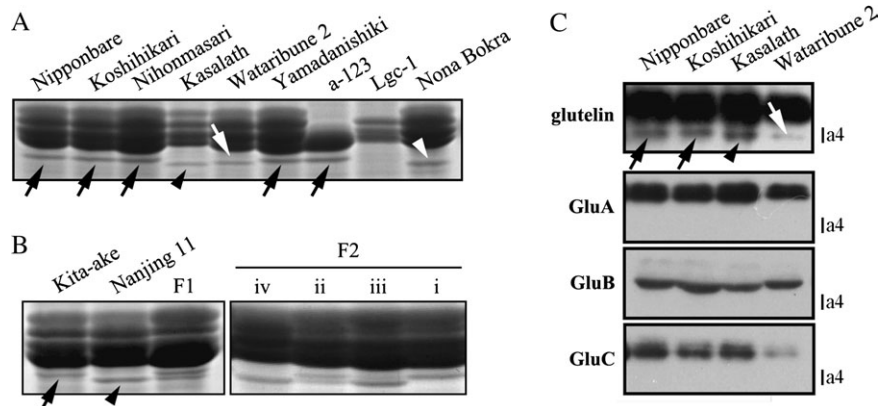 A
Nipponbare
Koshihikari
Nihonmasari
Kasalath
Wataribune 2
Yamadanishiki
a-123
Lgc-1
Nona Bokra
B
Kita-ake
Nanjing 11
F1
F2
iv
ii
iii
i
C
Nipponbare
Koshihikari
Kasalath
Wataribune 2
glutelin
a4
GluA
a4
GluB
a4
GluC
a4